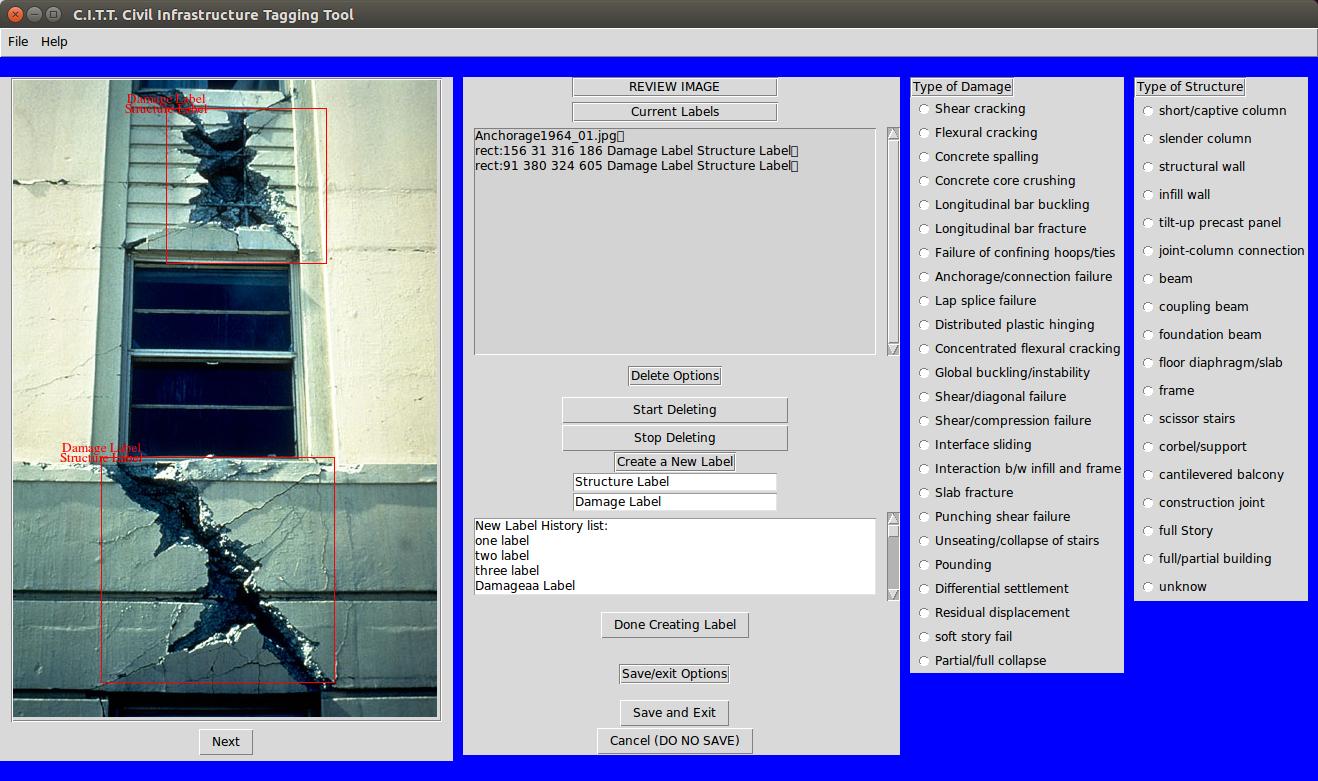 C.I.T.T. Civil Infrastructure Tagging Tool
File Help
Damage Label
Structure Label
Damage Label
Structure Label
Next
REVIEW IMAGE
Current Labels
Anchorage1964_01.jpg
rect:156 31 316 186 Damage Label Structure Label
rect:91 380 324 605 Damage Label Structure Label
Delete Options
Start Deleting
Stop Deleting
Create a New Label
Structure Label
Damage Label
New Label History list:
one label
two label
three label
Damageaa Label
Done Creating Label
Save/exit Options
Save and Exit
Cancel (DO NO SAVE)
Type of Damage
Shear cracking
Flexural cracking
Concrete spalling
Concrete core crushing
Longitudinal bar buckling
Longitudinal bar fracture
Failure of confining hoops/ties
Anchorage/connection failure
Lap splice failure
Distributed plastic hinging
Concentrated flexural cracking
Global buckling/instability
Shear/diagonal failure
Shear/compression failure
Interface sliding
Interaction b/w infill and frame
Slab fracture
Punching shear failure
Unseating/collapse of stairs
Pounding
Differential settlement
Residual displacement
soft story fail
Partial/full collapse
Type of Structure
short/captive column
slender column
structural wall
infill wall
tilt-up precast panel
joint-column connection
beam
coupling beam
foundation beam
floor diaphragm/slab
frame
scissor stairs
corbel/support
cantilevered balcony
construction joint
full Story
full/partial building
unknow